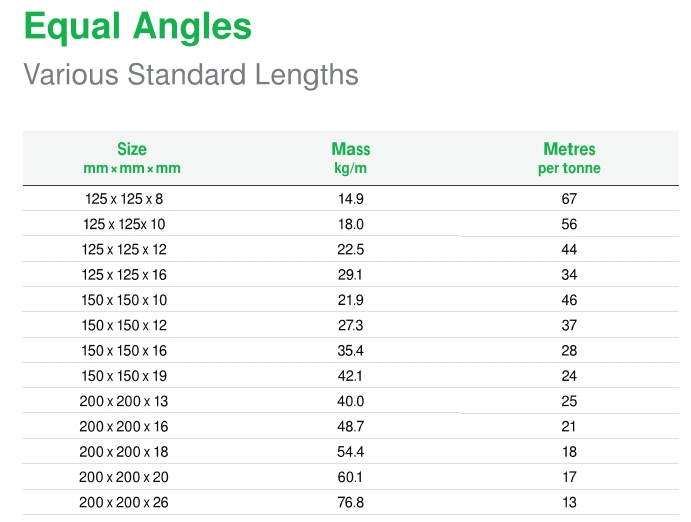 Equal Angles
Various Standard Lengths
Size Mass Metres
mm × mm × mm kg/m per tonne
125 x 125 x 8 14.9 67
125 x 125x 10 18.0 56
125 x 125 x 12 22.5 44
125 x 125 x 16 29.1 34
150 x 150 x 10 21.9 46
150 x 150 x 12 27.3 37
150 x 150 x 16 35.4 28
150 x 150 x 19 42.1 24
200 x 200 x 13 40.0 25
200 x 200 x 16 48.7 21
200 x 200 x 18 54.4 18
200 x 200 x 20 60.1 17
200 x 200 x 26 76.8 13